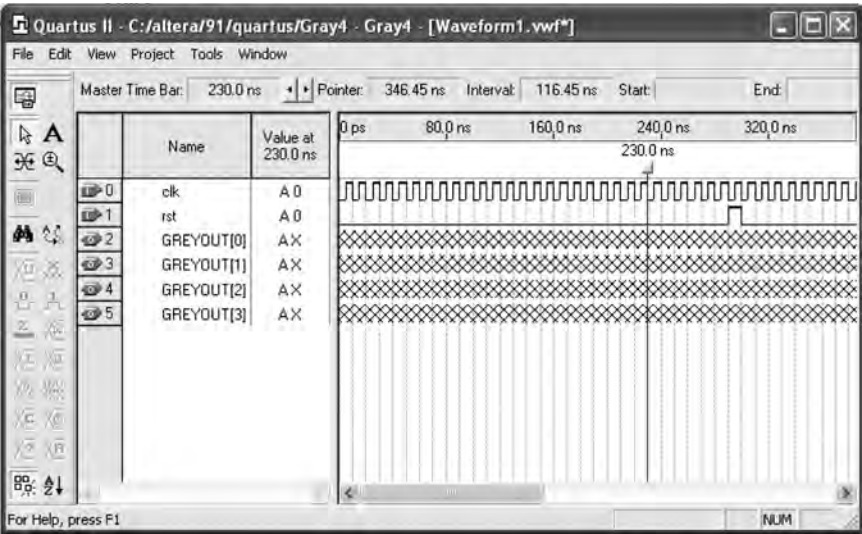 Quartus II - C:/altera/91/quartus/Gray4 - Gray4 - [Waveform1.vwf*]
File Edit View Project Tools Window
Master Time Bar: 230.0 ns Pointer: 346.45 ns Interval: 116.45 ns Start: End:
Name Value at 230.0 ns
0 ps 80.0 ns 160.0 ns 240.0 ns 320.0 ns
230.0 ns
0 clk A 0
1 rst A 0
2 GREYOUT[0] A X
3 GREYOUT[1] A X
4 GREYOUT[2] A X
5 GREYOUT[3] A X
For Help, press F1 NUM